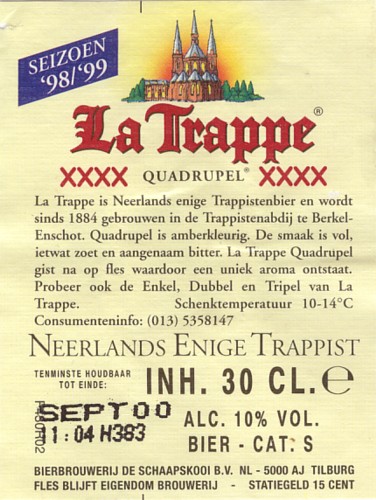 SEIZOEN
'98/'99
La Trappe®
XXXX QUADRUPEL® XXXX
La Trappe is Neerlands enige Trappistenbier en wordt
sinds 1884 gebrouwen in de Trappistenabdij te Berkel-
Enschot. Quadrupel is amberkleurig. De smaak is vol,
ietwat zoet en aangenaam bitter. La Trappe Quadrupel
gist na op fles waardoor een uniek aroma ontstaat.
Probeer ook de Enkel, Dubbel en Tripel van La
Trappe. Schenktemperatuur 10-14°C
Consumenteninfo: (013) 5358147
NEERLANDS ENIGE TRAPPIST
TENMINSTE HOUDBAAR
TOT EINDE:
INH. 30 CL. ℮
SEPT00
11:04 H383
ALC. 10% VOL.
BIER - CAT. S
BIERBROUWERIJ DE SCHAAPSKOOI B.V. NL - 5000 AJ TILBURG
FLES BLIJFT EIGENDOM BROUWERIJ - STATIEGELD 15 CENT